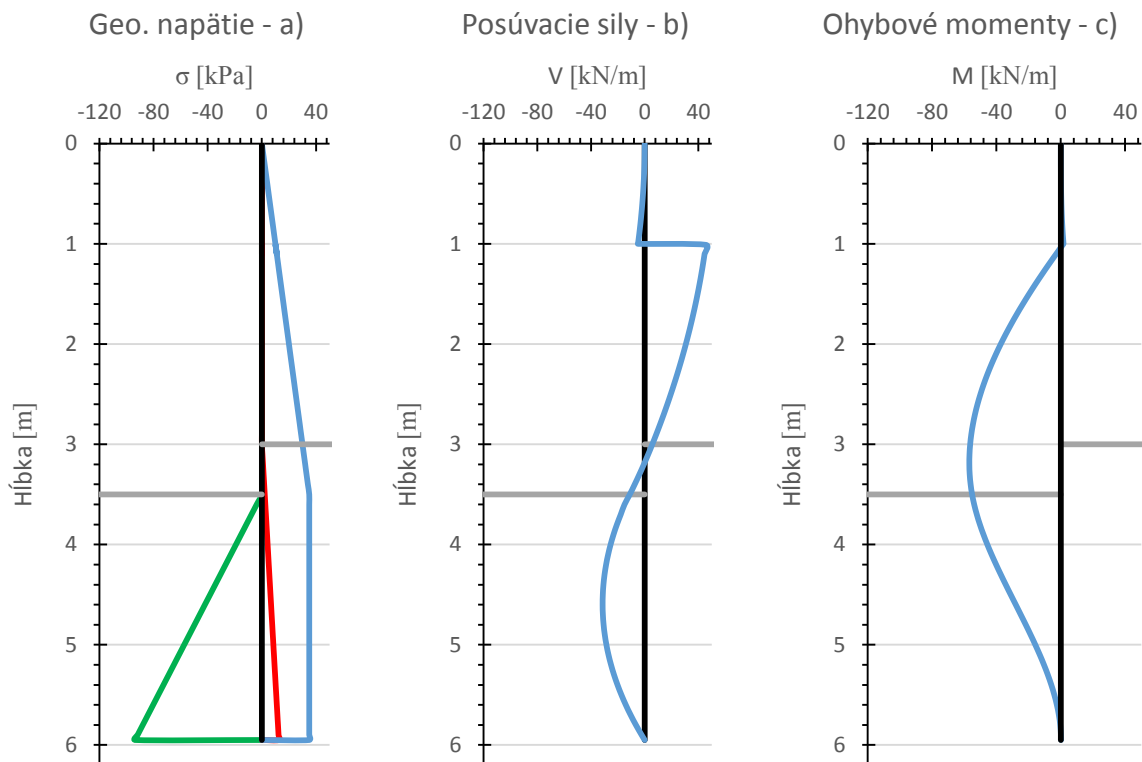 Geo. napätie - a)
σ [kPa]
-120 -80 -40 0 40
Hĺbka [m]
0
1
2
3
4
5
6
Posúvacie sily - b)
V [kN/m]
-120 -80 -40 0 40
Hĺbka [m]
0
1
2
3
4
5
6
Ohybové momenty - c)
M [kN/m]
-120 -80 -40 0 40
Hĺbka [m]
0
1
2
3
4
5
6